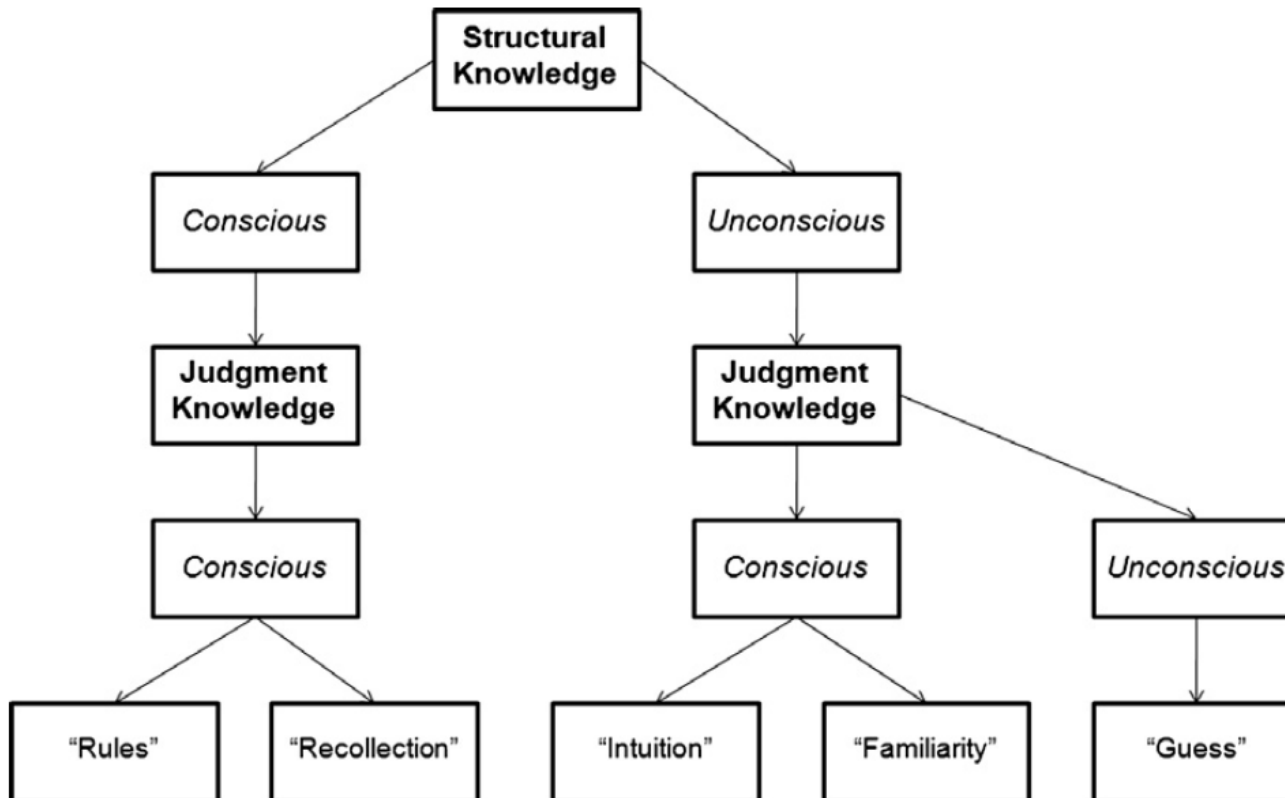 Structural
Knowledge
Conscious
Unconscious
Judgment
Knowledge
Judgment
Knowledge
Conscious
Conscious
Unconscious
“Rules”
“Recollection”
“Intuition”
“Familiarity”
“Guess”